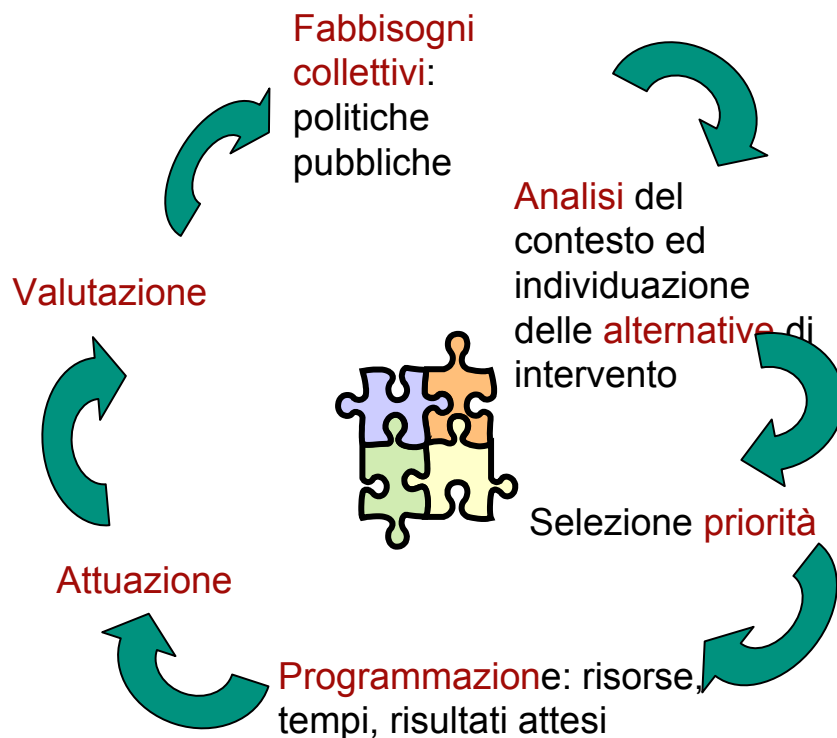 Fabbisogni
collettivi:
politiche
pubbliche
Analisi del
contesto ed
individuazione
delle alternative di
intervento
Selezione priorità
Programmazione: risorse,
tempi, risultati attesi
Attuazione
Valutazione